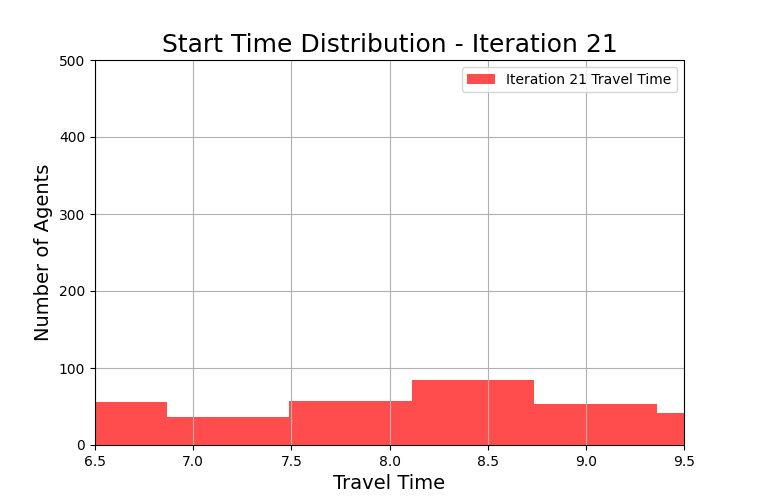 Start Time Distribution - Iteration 21
Iteration 21 Travel Time
Number of Agents
500
400
300
200
100
0
6.5 7.0 7.5 8.0 8.5 9.0 9.5
Travel Time